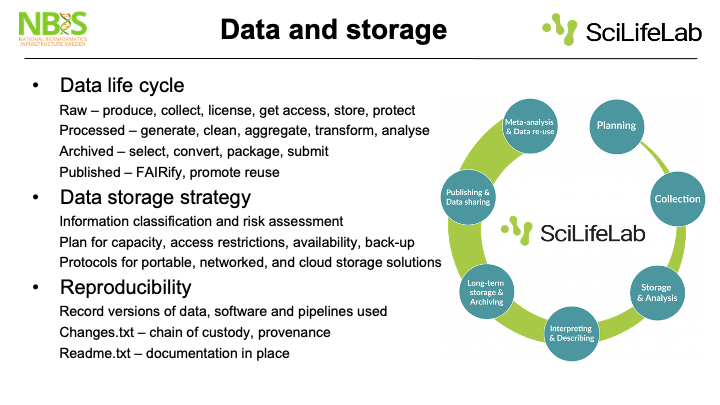 NBIS
NATIONAL BIOINFORMATICS
INFRASTRUCTURE SWEDEN
Data and storage
SciLifeLab
• Data life cycle
Raw – produce, collect, license, get access, store, protect
Processed – generate, clean, aggregate, transform, analyse
Archived – select, convert, package, submit
Published – FAIRify, promote reuse
• Data storage strategy
Information classification and risk assessment
Plan for capacity, access restrictions, availability, back-up
Protocols for portable, networked, and cloud storage solutions
• Reproducibility
Record versions of data, software and pipelines used
Changes.txt – chain of custody, provenance
Readme.txt – documentation in place
Planning
Collection
Storage
& Analysis
Interpreting
& Describing
Long-term
storage &
Archiving
Publishing &
Data sharing
Meta-analysis
& Data re-use
SciLifeLab